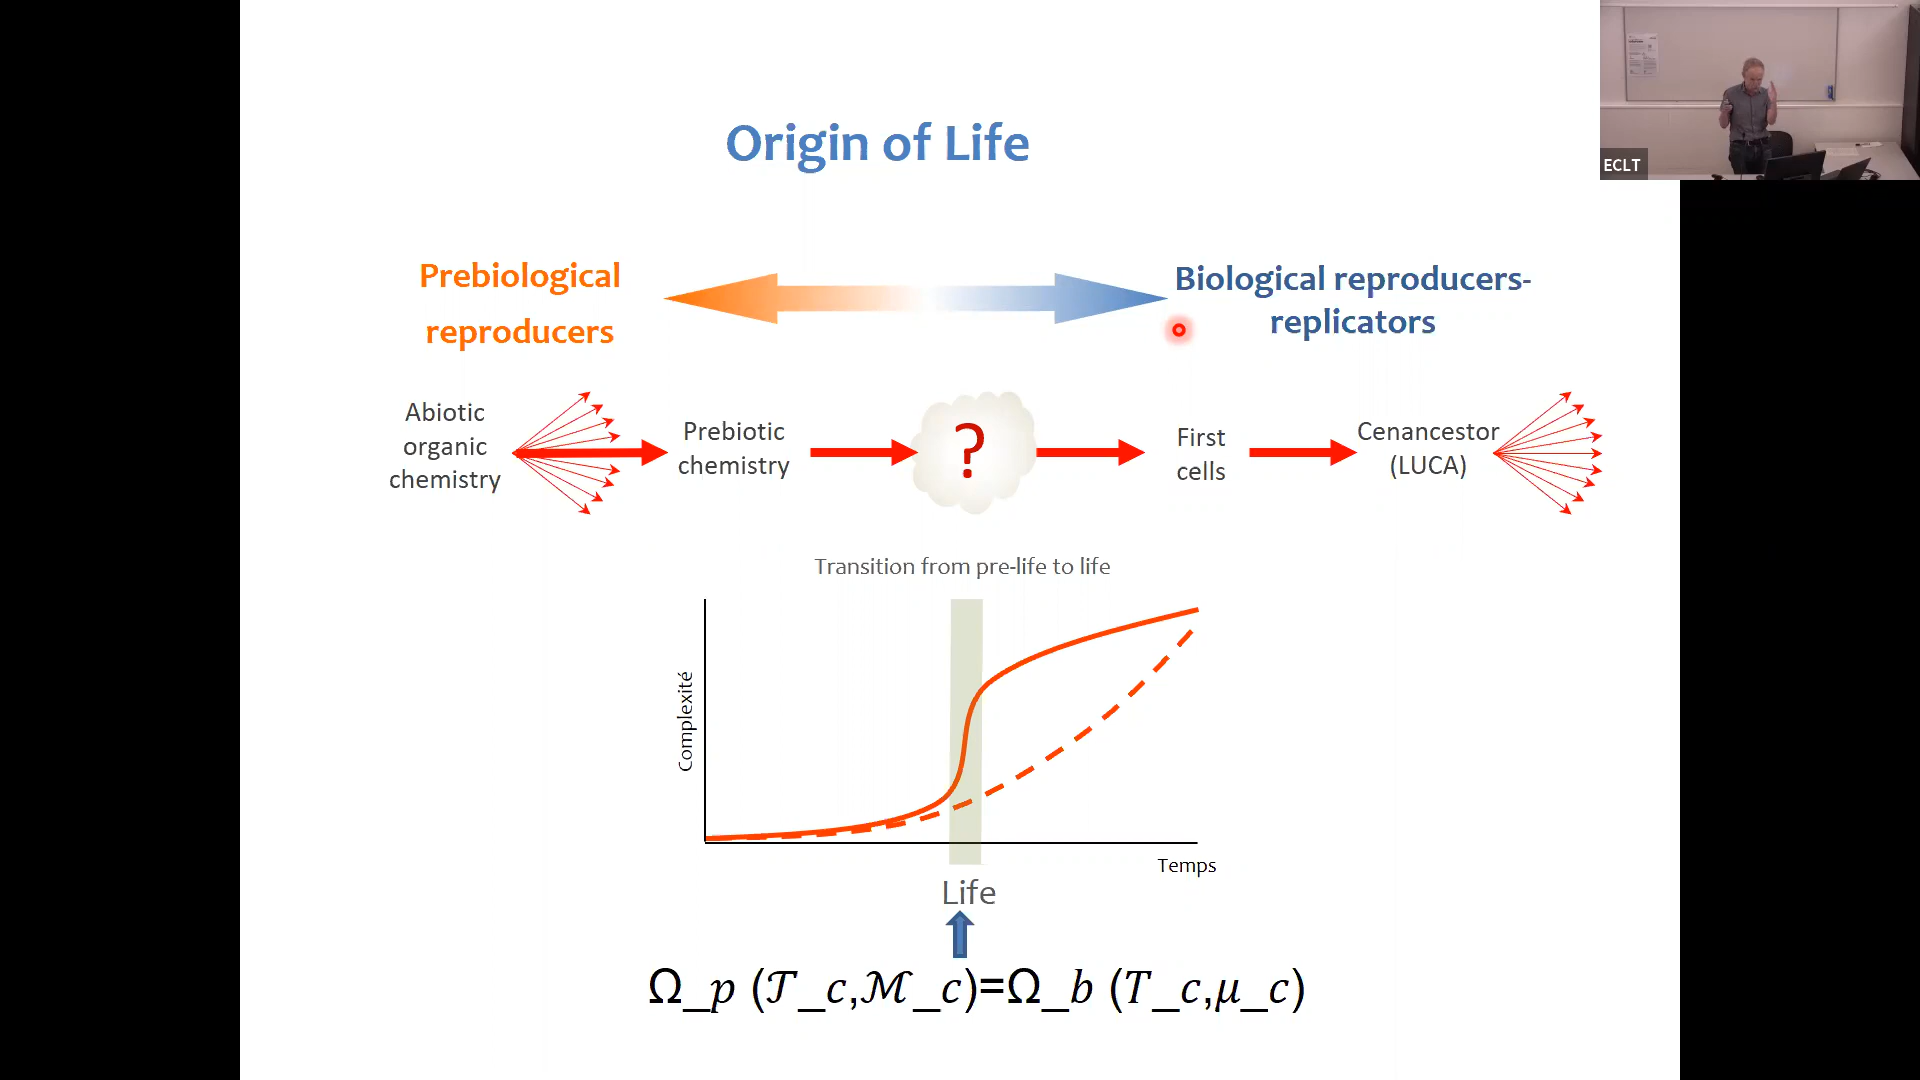 Origin of Life
ECLT
Prebiological
reproducers
Biological reproducers-
replicators
Abiotic
organic
chemistry
Prebiotic
chemistry
?
First
cells
Cenancestor
(LUCA)
Transition from pre-life to life
Complexité
Temps
Life
Ω_p (𝒯_c,ℳ_c)=Ω_b (T_c,μ_c)